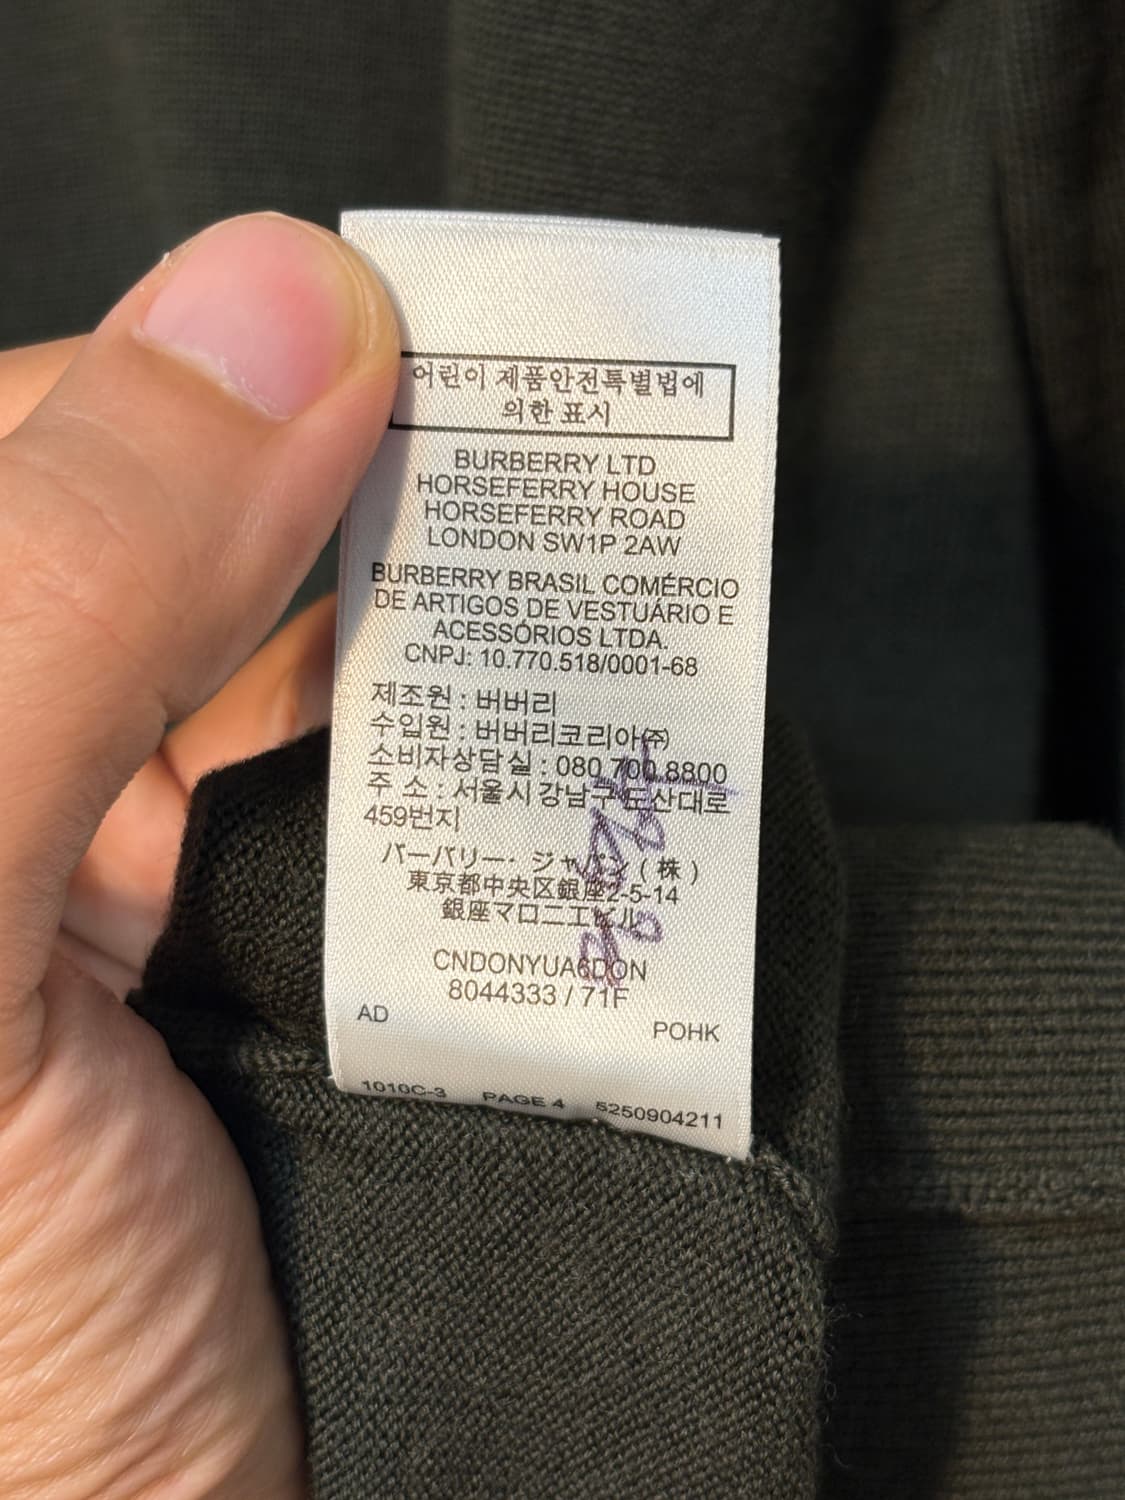 어린이 제품안전특별법에
의한 표시
BURBERRY LTD
HORSEFERRY HOUSE
HORSEFERRY ROAD
LONDON SW1P 2AW
BURBERRY BRASIL COMÉRCIO
DE ARTIGOS DE VESTUÁRIO E
ACESSÓRIOS LTDA.
CNPJ: 10.770.518/0001-68
제조원 : 버버리
수입원 : 버버리코리아㈜
소비자상담실 : 080 700 8800
주 소 : 서울시 강남구 도산대로
459번지
バーバリー・ジャパン ( 株 )
東京都中央区銀座2-5-14
銀座マロニエビル
CNDONYUA6DON
8044333 / 71F
AD POHK
1010C-3 PAGE 4 5250904211